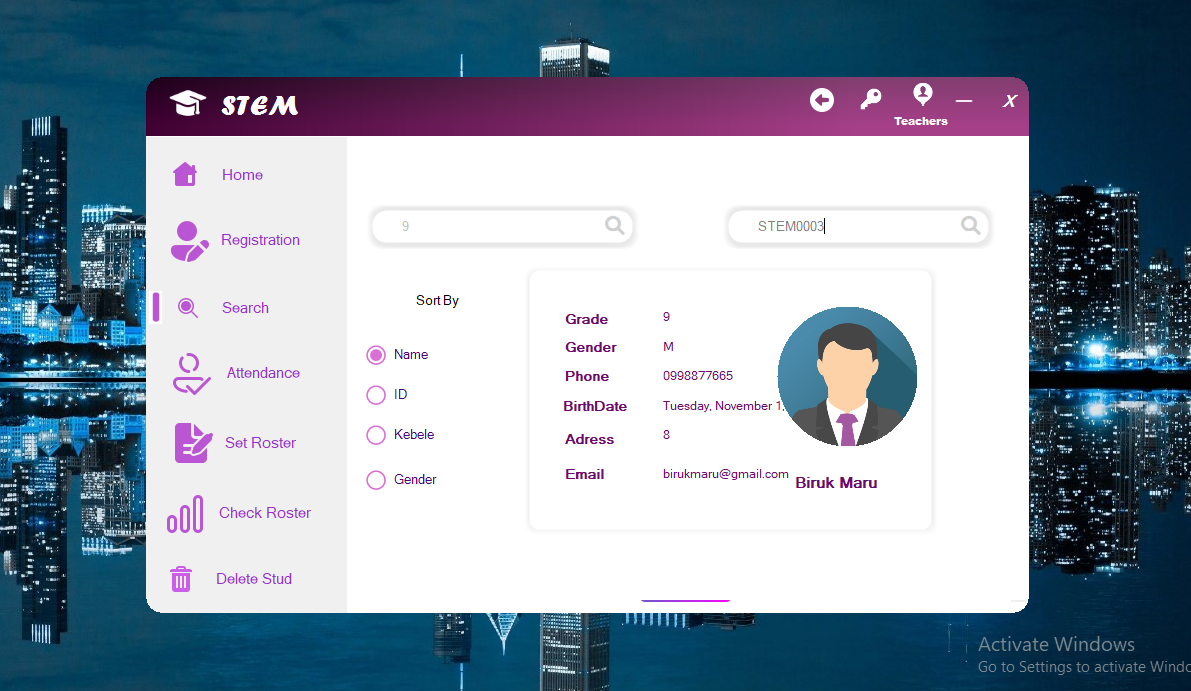 STEM
Teachers
X
Home
Registration
Search
Attendance
Set Roster
Check Roster
Delete Stud
9
STEM0003
Sort By
Name
ID
Kebele
Gender
Grade 9
Gender M
Phone 0998877665
BirthDate Tuesday, November 1,
Adress 8
Email birukmaru@gmail.com
Biruk Maru
Activate Windows
Go to Settings to activate Windo